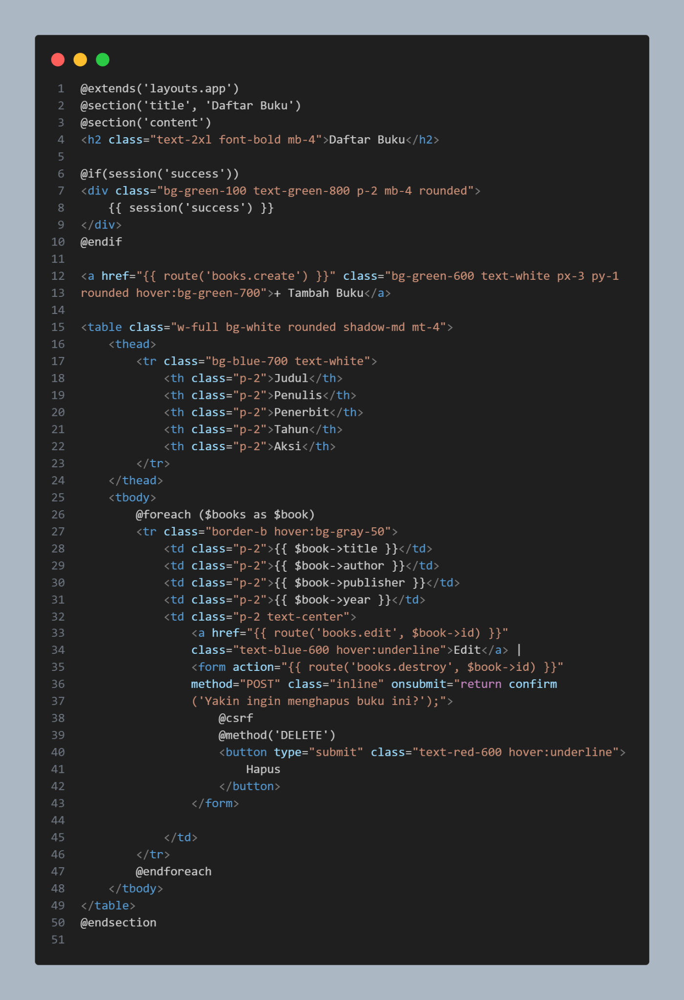 1 @extends('layouts.app')
2 @section('title', 'Daftar Buku')
3 @section('content')
4 <h2 class="text-2xl font-bold mb-4">Daftar Buku</h2>
5
6 @if(session('success'))
7 <div class="bg-green-100 text-green-800 p-2 mb-4 rounded">
8     {{ session('success') }}
9 </div>
10 @endif
11
12 <a href="{{ route('books.create') }}" class="bg-green-600 text-white px-3 py-1
13 rounded hover:bg-green-700">+ Tambah Buku</a>
14
15 <table class="w-full bg-white rounded shadow-md mt-4">
16     <thead>
17         <tr class="bg-blue-700 text-white">
18             <th class="p-2">Judul</th>
19             <th class="p-2">Penulis</th>
20             <th class="p-2">Penerbit</th>
21             <th class="p-2">Tahun</th>
22             <th class="p-2">Aksi</th>
23         </tr>
24     </thead>
25     <tbody>
26         @foreach ($books as $book)
27         <tr class="border-b hover:bg-gray-50">
28             <td class="p-2">{{ $book->title }}</td>
29             <td class="p-2">{{ $book->author }}</td>
30             <td class="p-2">{{ $book->publisher }}</td>
31             <td class="p-2">{{ $book->year }}</td>
32             <td class="p-2 text-center">
33                 <a href="{{ route('books.edit', $book->id) }}"
34                 class="text-blue-600 hover:underline">Edit</a> |
35                 <form action="{{ route('books.destroy', $book->id) }}"
36                 method="POST" class="inline" onsubmit="return confirm
37                 ('Yakin ingin menghapus buku ini?');">
38                     @csrf
39                     @method('DELETE')
40                     <button type="submit" class="text-red-600 hover:underline">
41                         Hapus
42                     </button>
43                 </form>
44
45             </td>
46         </tr>
47         @endforeach
48     </tbody>
49 </table>
50 @endsection
51